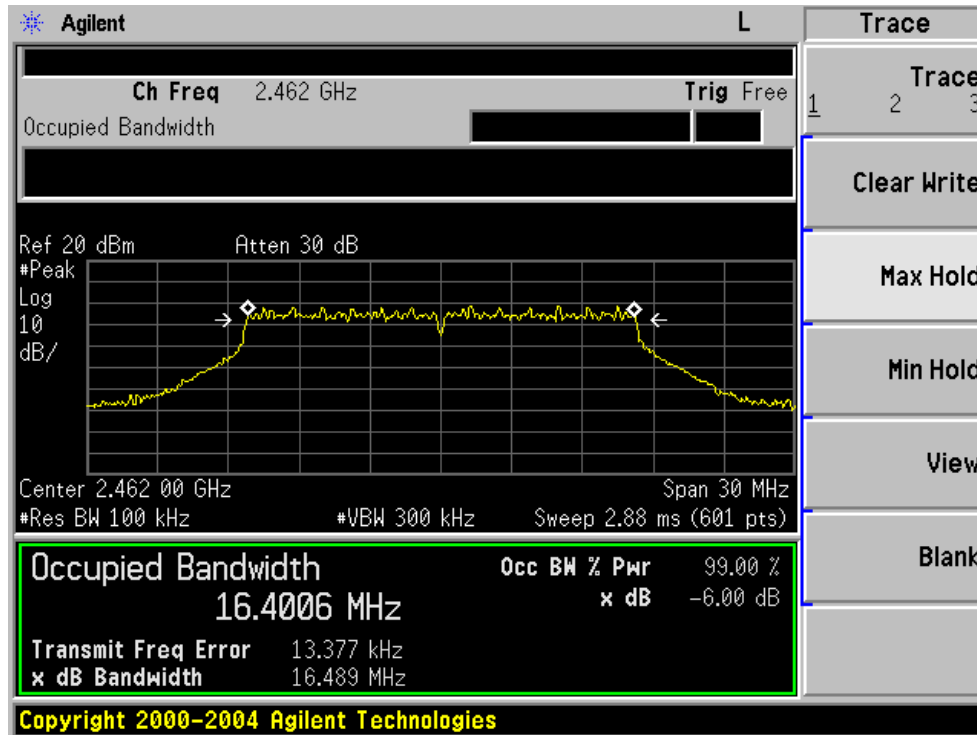 Agilent L Trace
Ch Freq 2.462 GHz Trig Free
Occupied Bandwidth
Trace
1 2 3
Clear Write
Max Hold
Min Hold
View
Blank
Ref 20 dBm Atten 30 dB
#Peak
Log
10
dB/
Center 2.462 00 GHz Span 30 MHz
#Res BW 100 kHz #VBW 300 kHz Sweep 2.88 ms (601 pts)
Occupied Bandwidth
16.4006 MHz
Occ BW % Pwr 99.00 %
x dB -6.00 dB
Transmit Freq Error 13.377 kHz
x dB Bandwidth 16.489 MHz
Copyright 2000-2004 Agilent Technologies